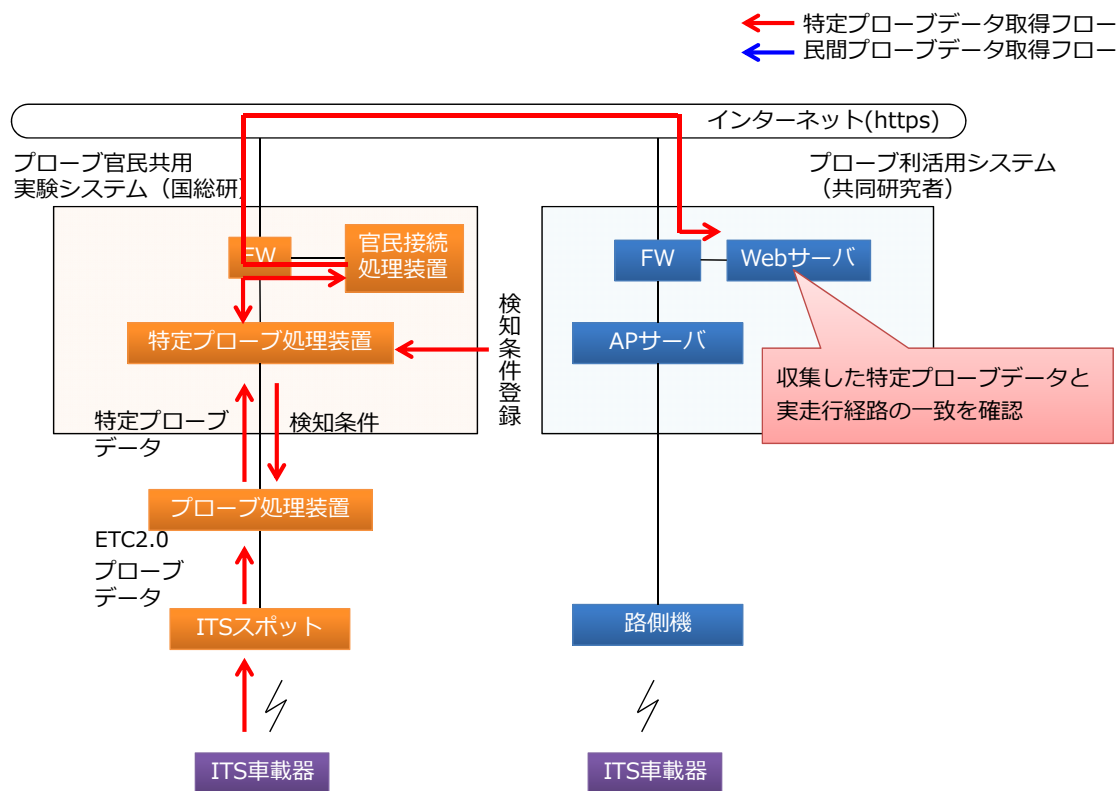 特定プローブデータ取得フロー
民間プローブデータ取得フロー
インターネット(https)
プローブ官民共用
実験システム（国総研）
プローブ利活用システム
（共同研究者）
FW
官民接続
処理装置
FW
Webサーバ
特定プローブ処理装置
検知条件登録
APサーバ
収集した特定プローブデータと
実走行経路の一致を確認
特定プローブ
データ
検知条件
プローブ処理装置
ETC2.0
プローブ
データ
ITSスポット
路側機
ITS車載器
ITS車載器